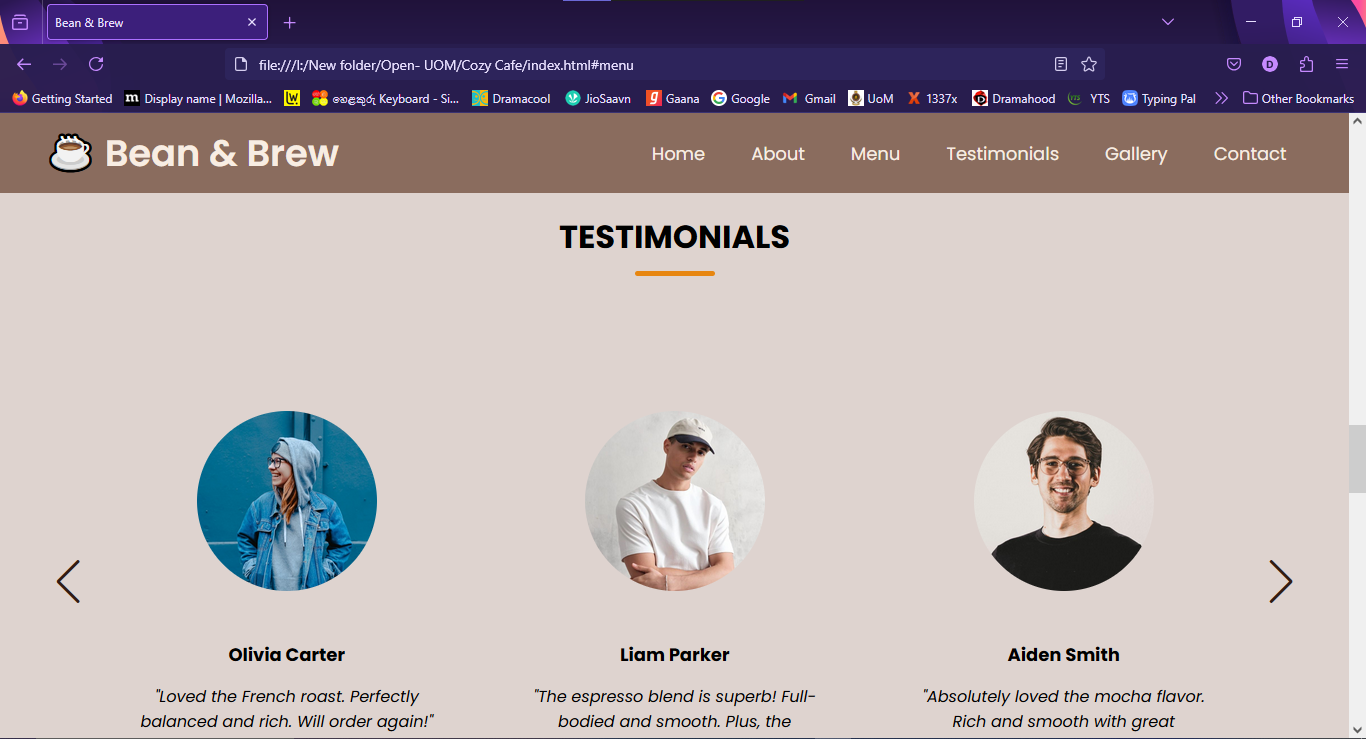 Bean & Brew
file:///I:/New folder/Open- UOM/Cozy Cafe/index.html#menu
D
Getting Started
m
Display name | Mozilla...
හෙළකුරු Keyboard - Si...
Dramacool
JioSaavn
g
Gaana
Google
Gmail
UoM
X
1337x
Dramahood
YTS
Typing Pal
Other Bookmarks
Bean & Brew
Home
About
Menu
Testimonials
Gallery
Contact
TESTIMONIALS
Olivia Carter
Liam Parker
Aiden Smith
"Loved the French roast. Perfectly
balanced and rich. Will order again!"
"The espresso blend is superb! Full-
bodied and smooth. Plus, the
"Absolutely loved the mocha flavor.
Rich and smooth with great